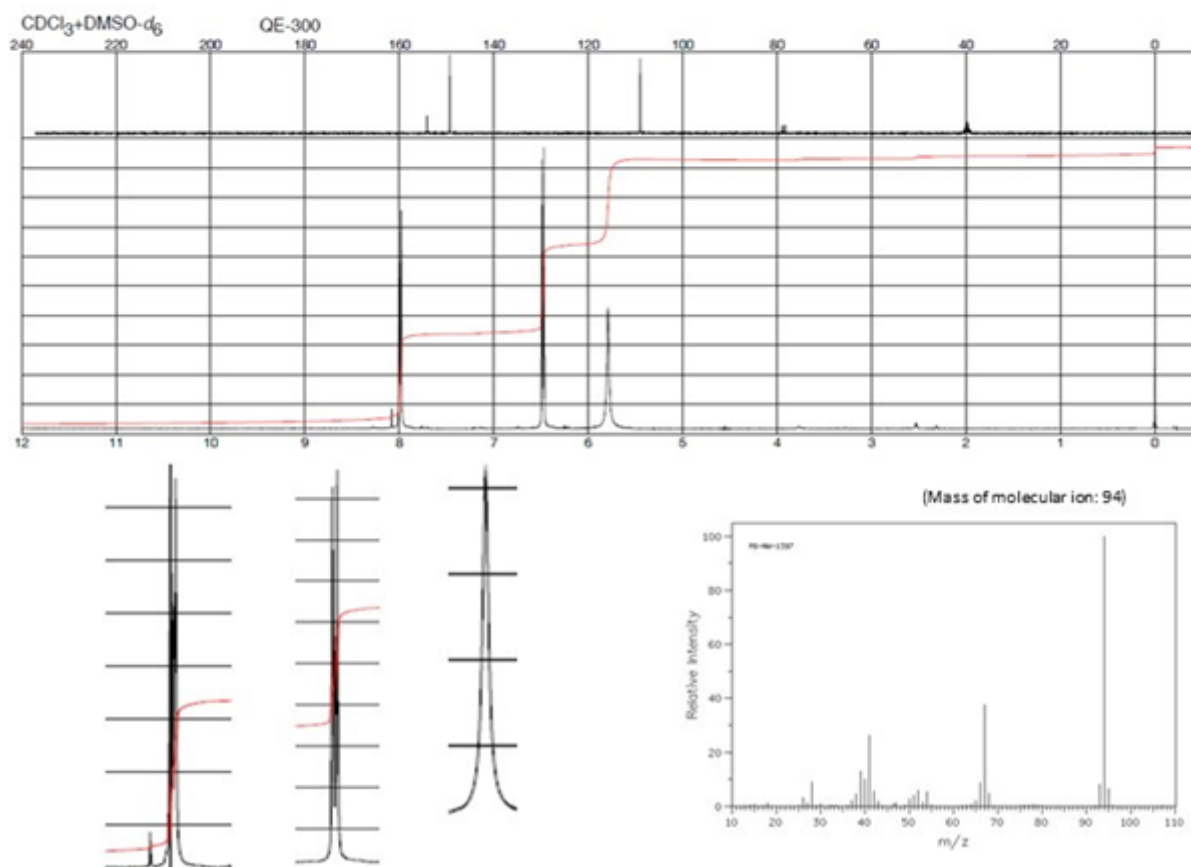 CDCl3+DMSO-d6 QE-300
240 220 200 180 160 140 120 100 80 60 40 20 0
12 11 10 9 8 7 6 5 4 3 2 1 0
(Mass of molecular ion: 94)
100
80
60
40
20
0
Relative Intensity
10 20 30 40 50 60 70 80 90 100 110
m/z